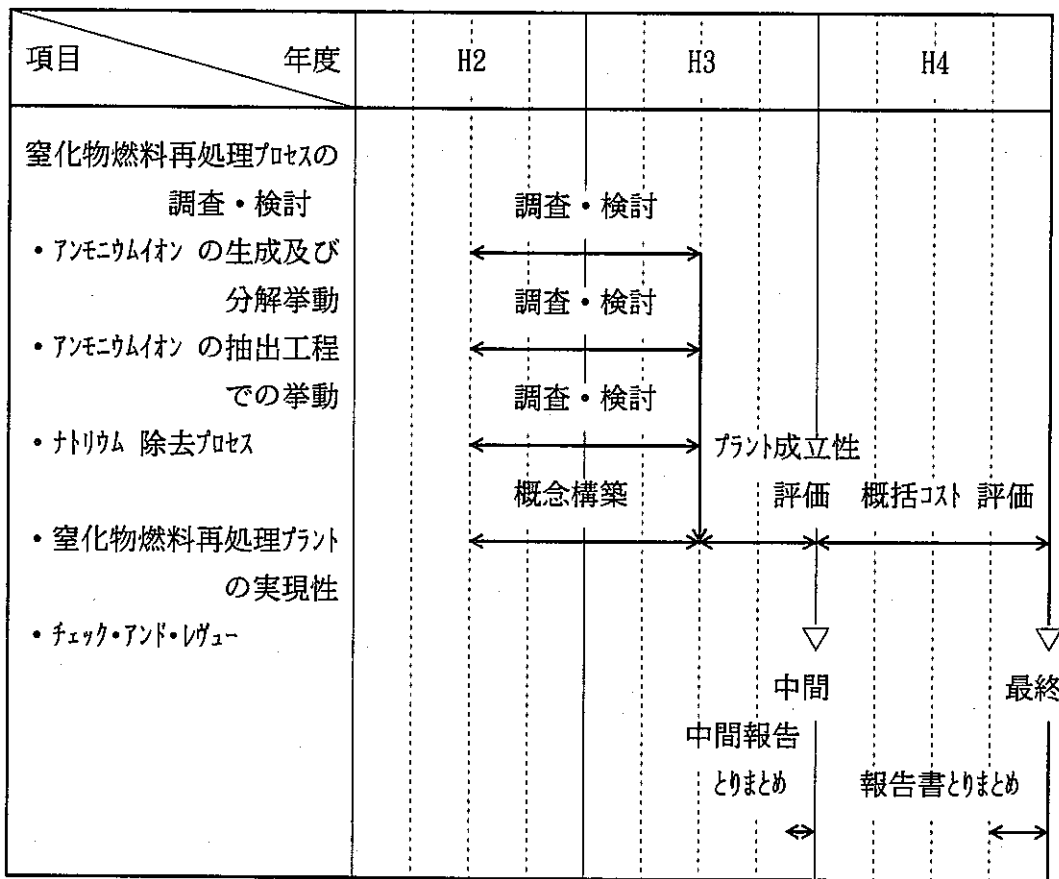 項目 年度 H2 H3 H4
窒化物燃料再処理プロセスの
調査・検討 調査・検討
・アンモニウムイオン の生成及び
分解挙動 調査・検討
・アンモニウムイオン の抽出工程
での挙動 調査・検討
・ナトリウム 除去プロセス プラント成立性
概念構築 評価 概括コスト 評価
・窒化物燃料再処理プラント
の実現性
・チェック・アンド・レヴュー
中間 最終
中間報告
とりまとめ 報告書とりまとめ